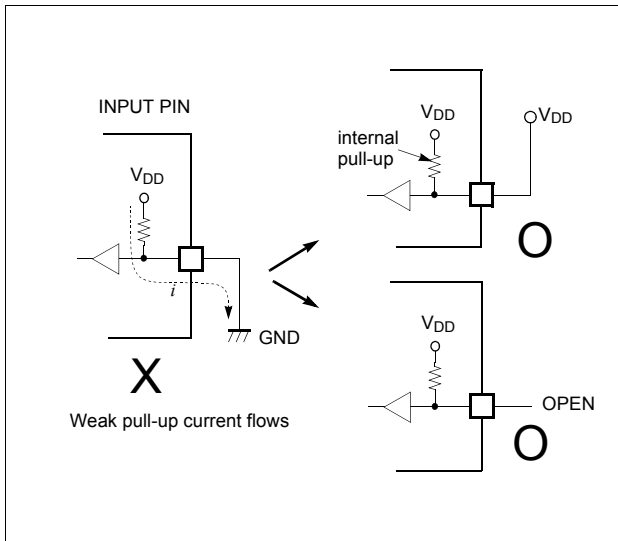 INPUT PIN
VDD
i
GND
X
Weak pull-up current flows
internal
pull-up
VDD
VDD
O
VDD
OPEN
O